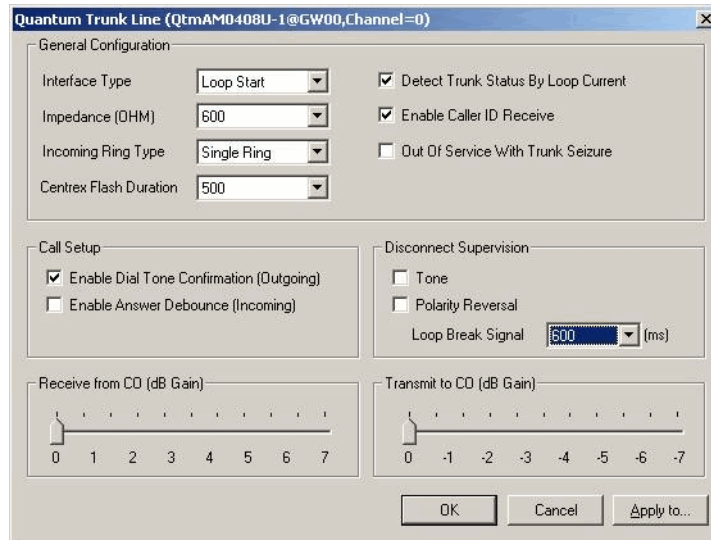 Quantum Trunk Line (QtmAM0408U-1@GW00,Channel=0)
General Configuration
Interface Type Loop Start
Impedance (OHM) 600
Incoming Ring Type Single Ring
Centrex Flash Duration 500
Detect Trunk Status By Loop Current
Enable Caller ID Receive
Out Of Service With Trunk Seizure
Call Setup
Enable Dial Tone Confirmation (Outgoing)
Enable Answer Debounce (Incoming)
Disconnect Supervision
Tone
Polarity Reversal
Loop Break Signal 600 (ms)
Receive from CO (dB Gain)
0 1 2 3 4 5 6 7
Transmit to CO (dB Gain)
0 -1 -2 -3 -4 -5 -6 -7
OK Cancel Apply to...